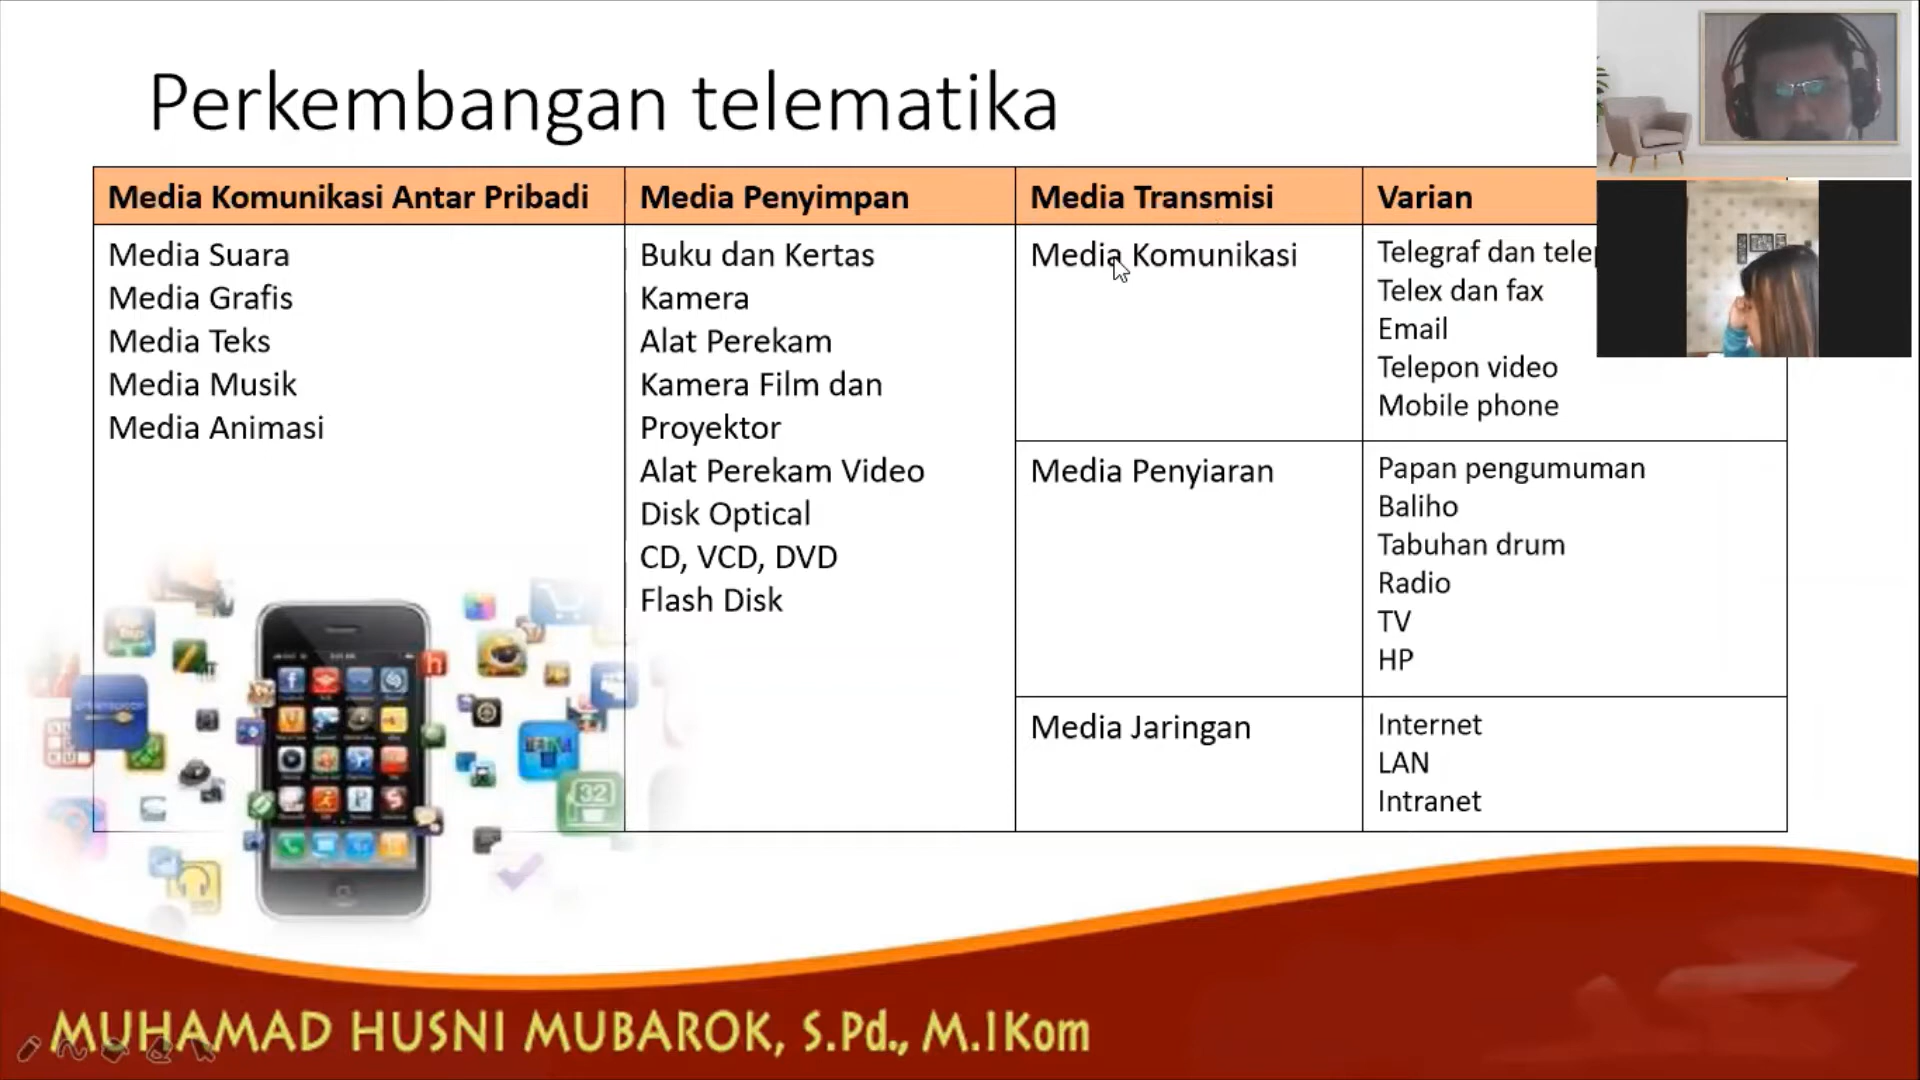 Perkembangan telematika
Media Komunikasi Antar Pribadi
Media Penyimpan
Media Transmisi
Varian
Media Suara
Media Grafis
Media Teks
Media Musik
Media Animasi
Buku dan Kertas
Kamera
Alat Perekam
Kamera Film dan
Proyektor
Alat Perekam Video
Disk Optical
CD, VCD, DVD
Flash Disk
Media Komunikasi
Telegraf dan
Telex dan fax
Email
Telepon video
Mobile phone
Media Penyiaran
Papan pengumuman
Baliho
Tabuhan drum
Radio
TV
HP
Media Jaringan
Internet
LAN
Intranet
32
MUHAMAD HUSNI MUBAROK, S.Pd., M.IKom